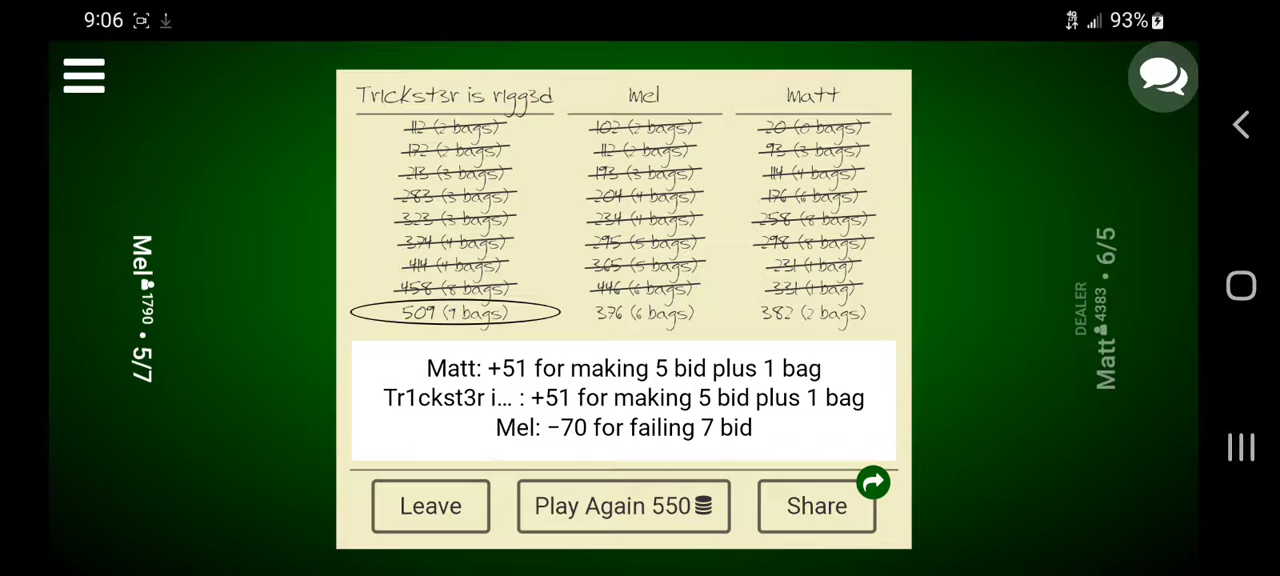 9:06 93%
Tr1ckst3r is r1gg3d mel matt
112 (2 bags) 102 (2 bags) 20 (0 bags)
172 (2 bags) 112 (2 bags) 93 (3 bags)
213 (3 bags) 193 (3 bags) 114 (4 bags)
283 (3 bags) 204 (4 bags) 176 (6 bags)
323 (3 bags) 234 (4 bags) 258 (8 bags)
374 (4 bags) 295 (5 bags) 298 (8 bags)
414 (4 bags) 365 (5 bags) 231 (1 bag)
458 (8 bags) 446 (6 bags) 331 (1 bag)
509 (9 bags) 376 (6 bags) 382 (2 bags)
Mel 1790 • 5/7
DEALER
Matt 4383 • 6/5
Matt: +51 for making 5 bid plus 1 bag
Tr1ckst3r i... : +51 for making 5 bid plus 1 bag
Mel: −70 for failing 7 bid
Leave Play Again 550 Share